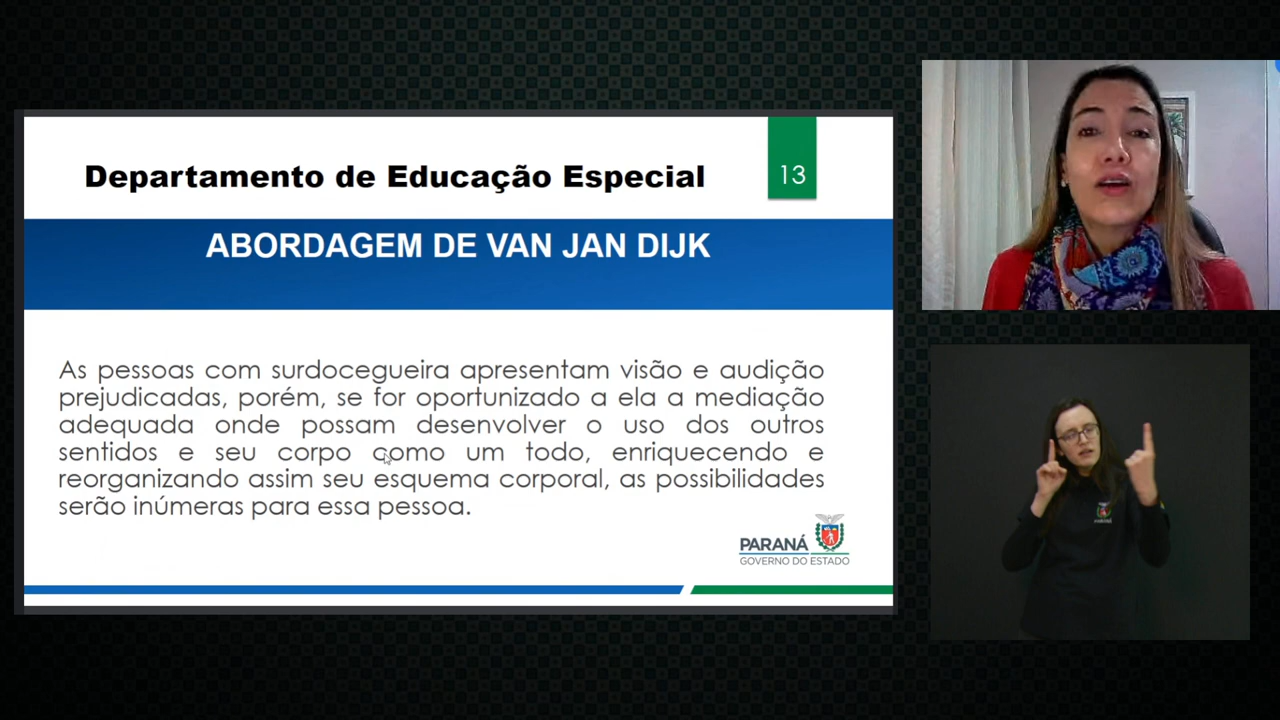 Departamento de Educação Especial
13
ABORDAGEM DE VAN JAN DIJK
As pessoas com surdocegueira apresentam visão e audição
prejudicadas, porém, se for oportunizado a ela a mediação
adequada onde possam desenvolver o uso dos outros
sentidos e seu corpo como um todo, enriquecendo e
reorganizando assim seu esquema corporal, as possibilidades
serão inúmeras para essa pessoa.
PARANÁ
GOVERNO DO ESTADO